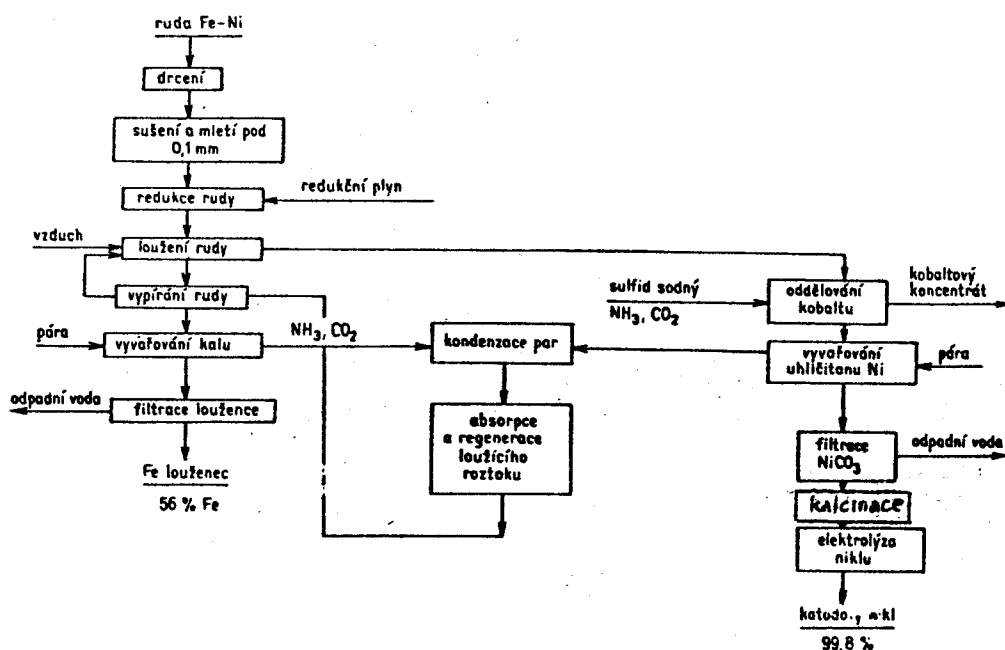 ruda Fe-Ni
drcení
sušení a mletí pod
0,1 mm
redukční plyn
redukce rudy
vzduch
loužení rudy
vypírání rudy
pára
vyvařování kalu
NH₃, CO₂
odpadní voda
filtrace loužence
Fe louženec
56 % Fe
kondenzace par
absorpce
a regenerace
loužícího
roztoku
sulfid sodný
NH₃, CO₂
oddělování
kobaltu
kobaltový
koncentrát
vyvařování
uhličitanu Ni
pára
filtrace
NiCO₃
odpadní voda
KALCINACE
elektrolýza
niklu
99,8 %